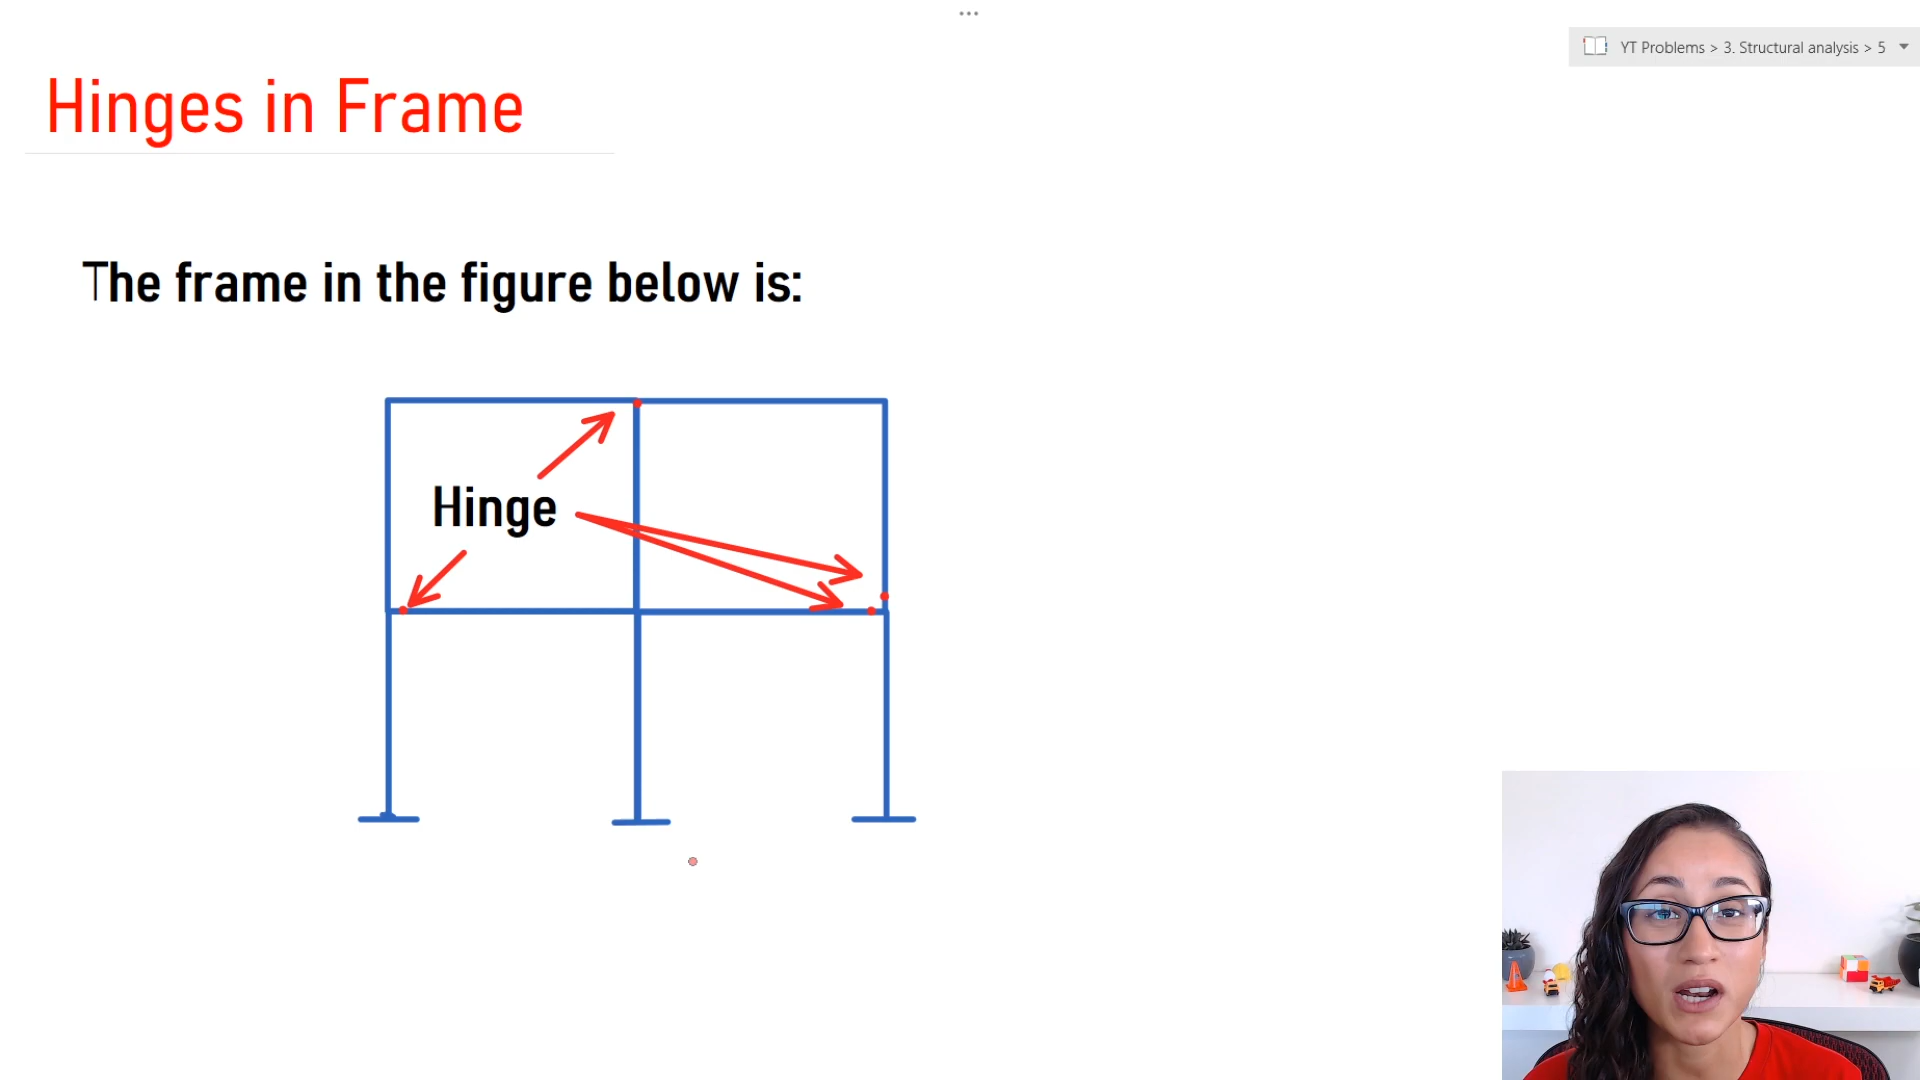 YT Problems > 3. Structural analysis > 5
Hinges in Frame
The frame in the figure below is:
Hinge